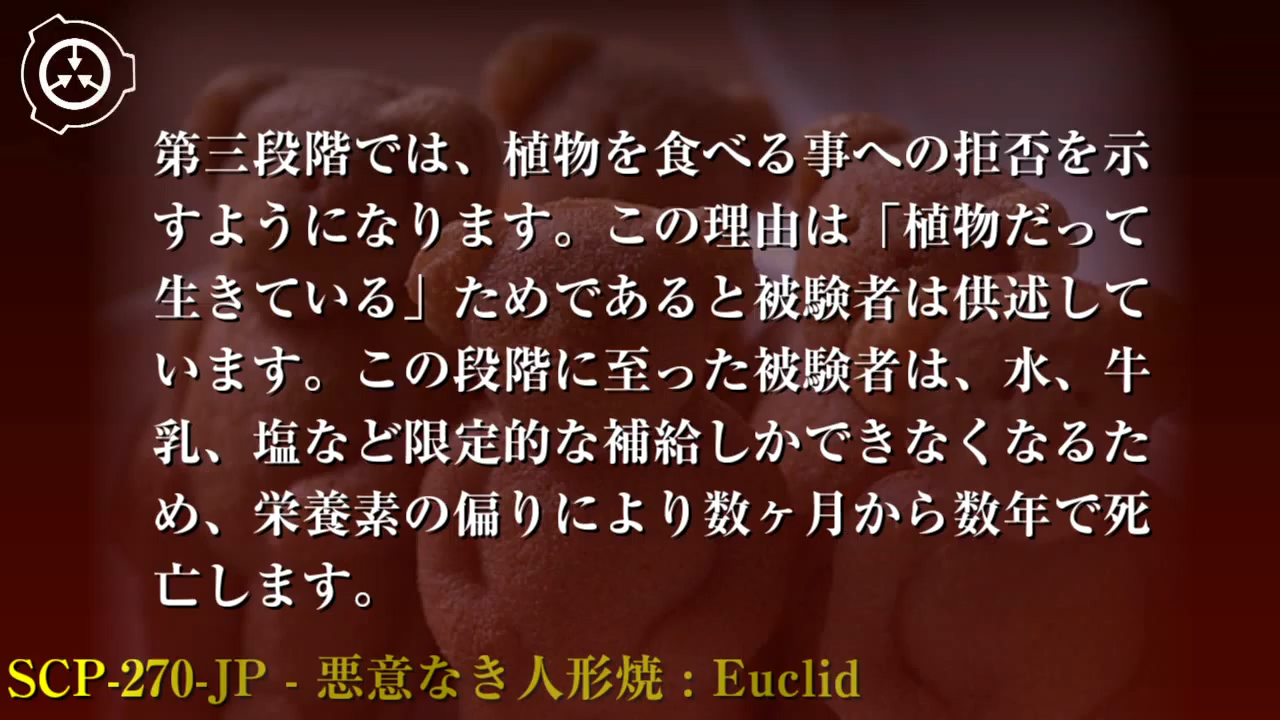 第三段階では、植物を食べる事への拒否を示
すようになります。この理由は「植物だって
生きている」ためであると被験者は供述して
います。この段階に至った被験者は、水、牛
乳、塩など限定的な補給しかできなくなるた
め、栄養素の偏りにより数ヶ月から数年で死
亡します。
SCP-270-JP - 悪意なき人形焼 : Euclid